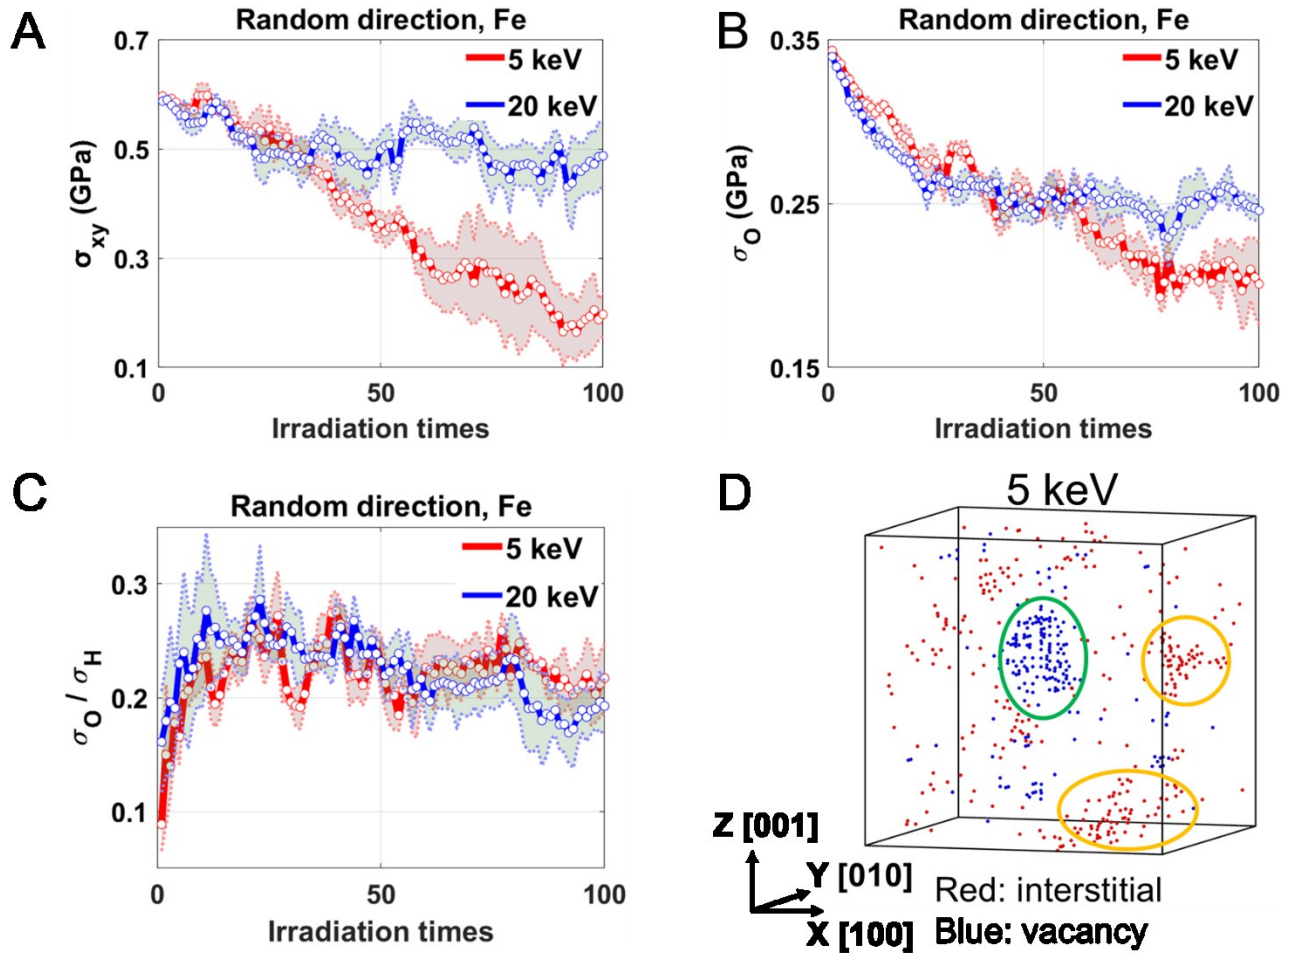 A
Random direction, Fe
0.7
0.5
0.3
0.1
σxy (GPa)
5 keV
20 keV
0
50
100
Irradiation times
B
Random direction, Fe
0.35
0.25
0.15
σO (GPa)
5 keV
20 keV
0
50
100
Irradiation times
C
Random direction, Fe
0.3
0.2
0.1
σO / σH
5 keV
20 keV
0
50
100
Irradiation times
D
5 keV
Z [001]
Y [010]
X [100]
Red: interstitial
Blue: vacancy